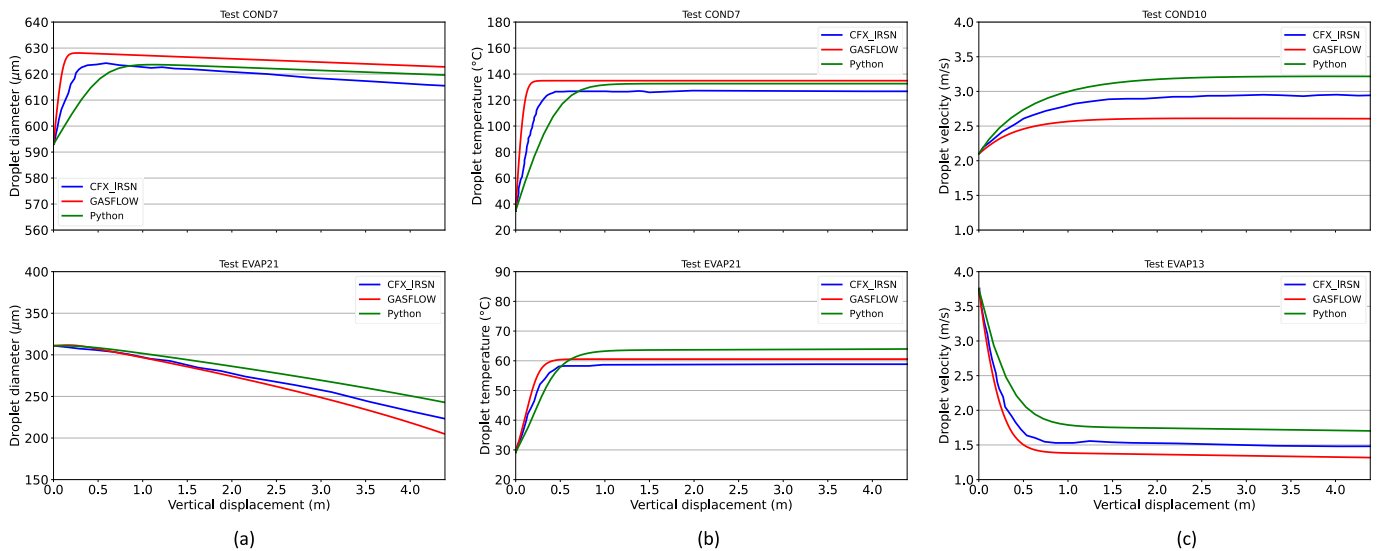 Test COND7
Droplet diameter (μm)
640
630
620
610
600
590
580
570
560
CFX_IRSN
GASFLOW
Python
Test COND7
Droplet temperature (°C)
180
160
140
120
100
80
60
40
20
CFX_IRSN
GASFLOW
Python
Test COND10
Droplet velocity (m/s)
4.0
3.5
3.0
2.5
2.0
1.5
1.0
CFX_IRSN
GASFLOW
Python
Test EVAP21
Droplet diameter (μm)
400
350
300
250
200
150
CFX_IRSN
GASFLOW
Python
0.0 0.5 1.0 1.5 2.0 2.5 3.0 3.5 4.0
Vertical displacement (m)
(a)
Test EVAP21
Droplet temperature (°C)
90
80
70
60
50
40
30
20
CFX_IRSN
GASFLOW
Python
0.0 0.5 1.0 1.5 2.0 2.5 3.0 3.5 4.0
Vertical displacement (m)
(b)
Test EVAP13
Droplet velocity (m/s)
4.0
3.5
3.0
2.5
2.0
1.5
1.0
CFX_IRSN
GASFLOW
Python
0.0 0.5 1.0 1.5 2.0 2.5 3.0 3.5 4.0
Vertical displacement (m)
(c)